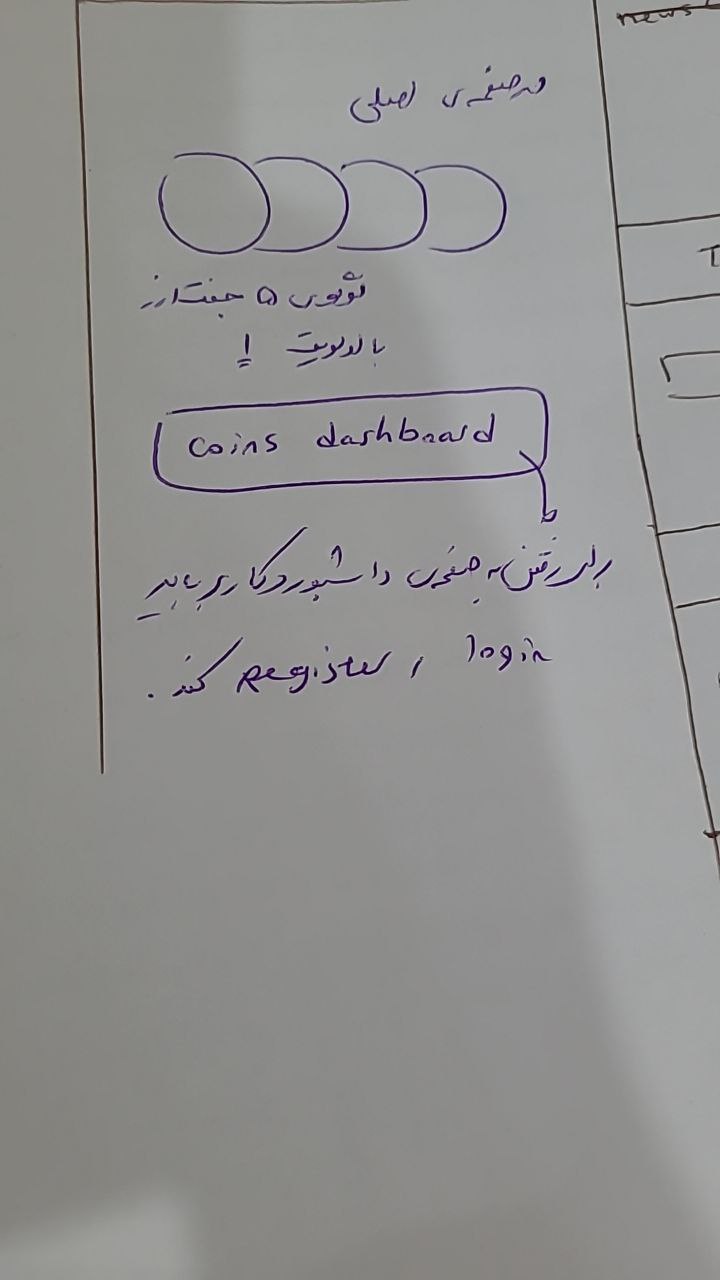 در صفحه‌ی اصلی
لوگوی ۵ جفت ارز
با اولویت ۱
coins dashboard
برای رفتن به صفحه‌ی داشبورد کاربر باید
login و Register کند.
news
T